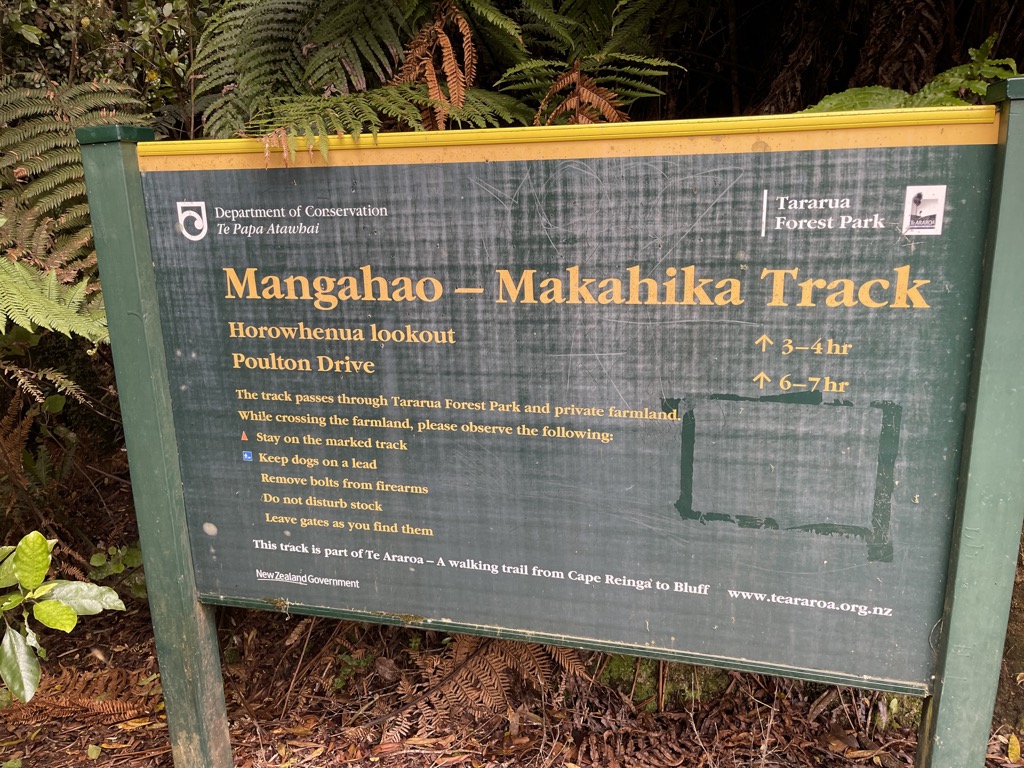 Department of Conservation
Te Papa Atawhai
Tararua
Forest Park
TE ARAROA
Mangahao – Makahika Track
Horowhenua lookout ↑ 3–4 hr
Poulton Drive ↑ 6–7 hr
The track passes through Tararua Forest Park and private farmland.
While crossing the farmland, please observe the following:
Stay on the marked track
Keep dogs on a lead
Remove bolts from firearms
Do not disturb stock
Leave gates as you find them
This track is part of Te Araroa – A walking trail from Cape Reinga to Bluff www.teararoa.org.nz
New Zealand Government